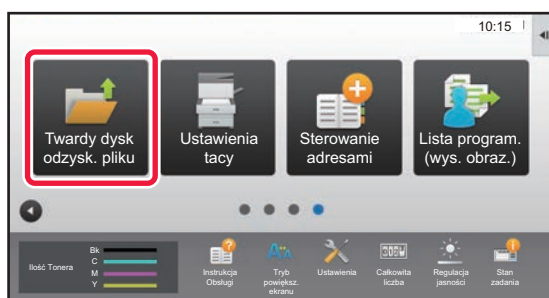 10:15
Twardy dysk
odzysk. pliku
Ustawienia
tacy
Sterowanie
adresami
Lista program.
(wys. obraz.)
Ilość Tonera
Bk
C
M
Y
Instrukcja
Obsługi
Tryb
powiększ.
ekranu
Ustawienia
Całkowita
liczba
Regulacja
jasności
Stan
zadania